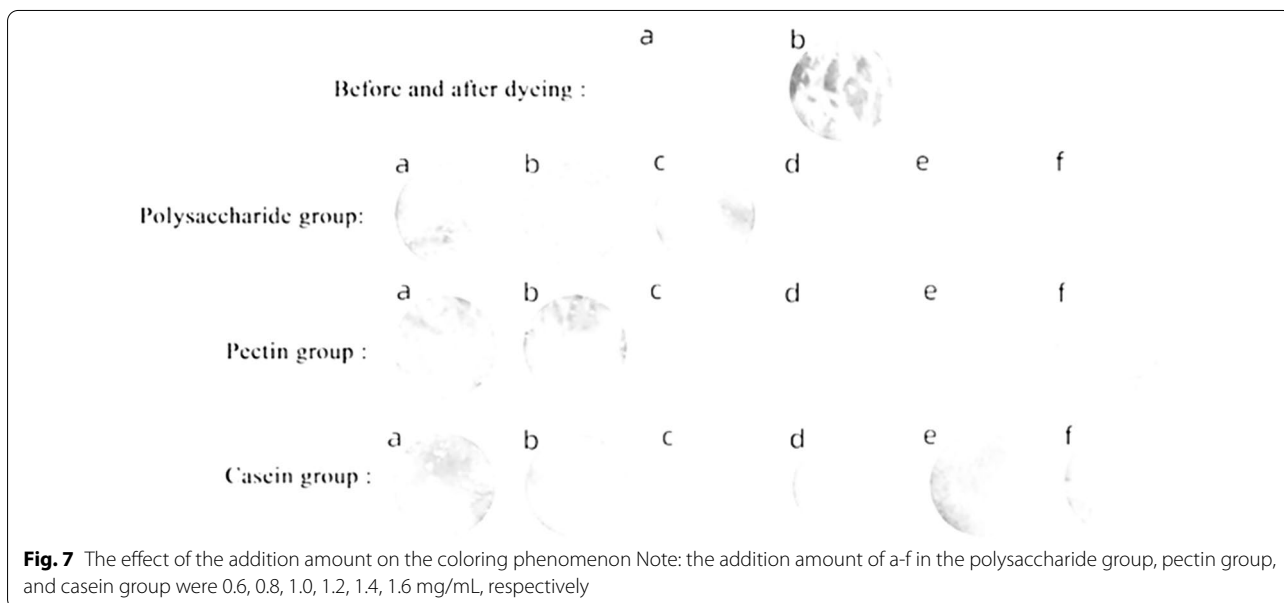 a b
Before and after dyeing :
a b c d e f
Polysaccharide group:
a b c d e f
Pectin group :
a b c d e f
Casein group :
Fig. 7 The effect of the addition amount on the coloring phenomenon Note: the addition amount of a-f in the polysaccharide group, pectin group,
and casein group were 0.6, 0.8, 1.0, 1.2, 1.4, 1.6 mg/mL, respectively